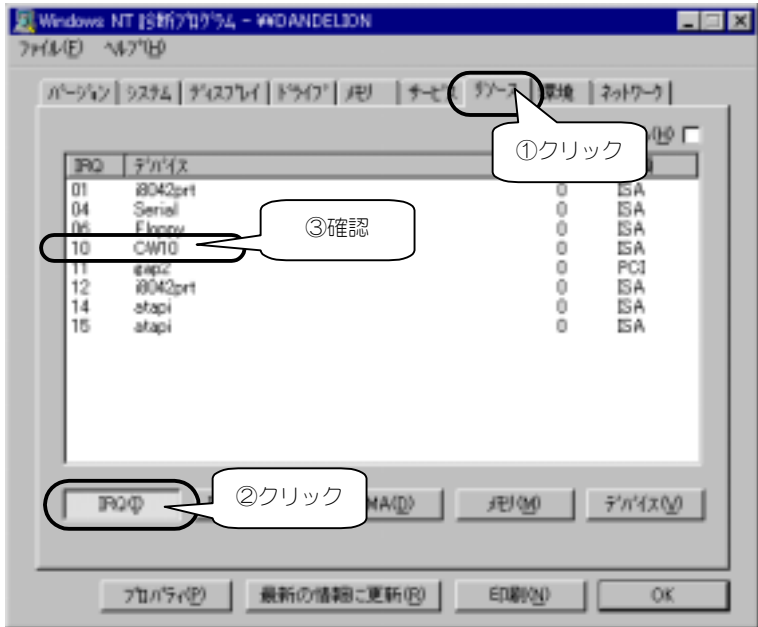 Windows NT 診断プログラム - ¥¥DANDELION
ファイル(F) ヘルプ(H)
バージョン システム ディスプレイ ドライブ メモリ サービス リソース 環境 ネットワーク
①クリック
(H)
IRQ デバイス
01 i8042prt 0 ISA
04 Serial 0 ISA
06 Floppy 0 ISA
③確認
10 CW10 0 ISA
11 gap2 0 PCI
12 i8042prt 0 ISA
14 atapi 0 ISA
15 atapi 0 ISA
②クリック
IRQ(I) MA(D) メモリ(M) デバイス(V)
プロパティ(P) 最新の情報に更新(R) 印刷(N) OK